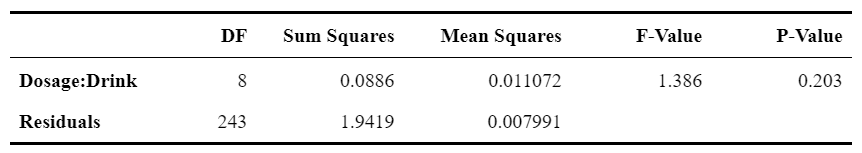 DF Sum Squares Mean Squares F-Value P-Value
Dosage:Drink 8 0.0886 0.011072 1.386 0.203
Residuals 243 1.9419 0.007991